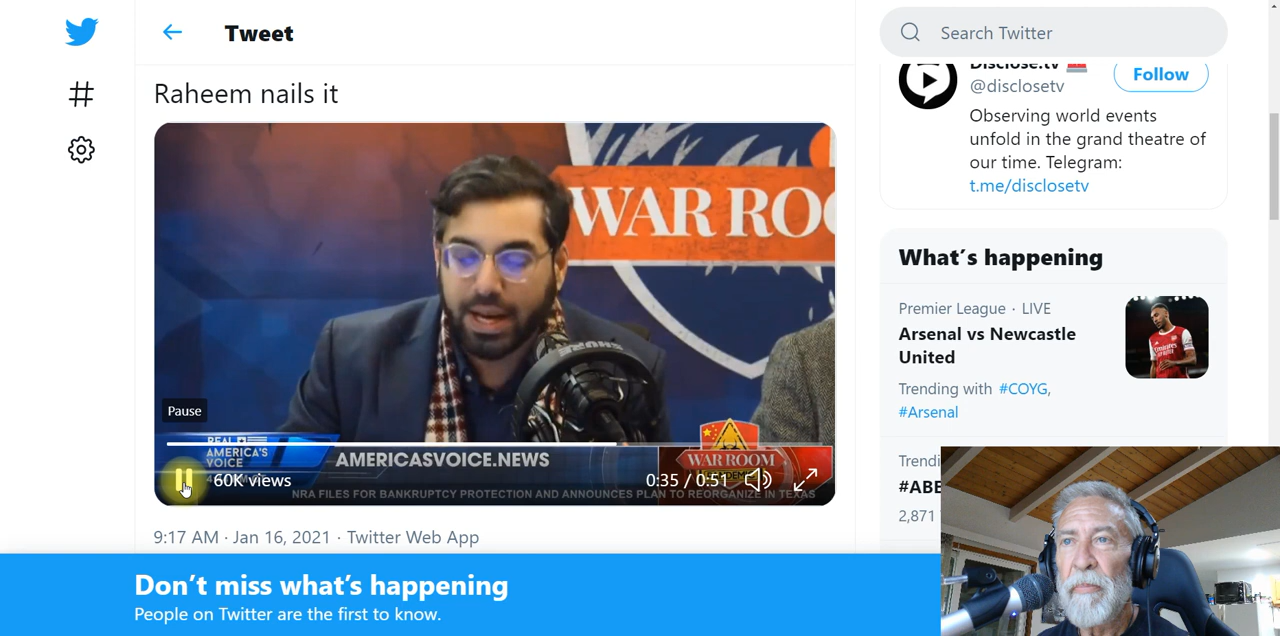 Tweet
Raheem nails it
WAR ROO
Pause
REAL
AMERICA'S
VOICE
AMERICASVOICE.NEWS
WAR ROOM
60K views
0:35 / 0:51
NRA FILES FOR BANKRUPTCY PROTECTION AND ANNOUNCES PLAN TO REORGANIZE IN TEXAS
9:17 AM · Jan 16, 2021 · Twitter Web App
Don't miss what's happening
People on Twitter are the first to know.
Search Twitter
Disclose.tv
@disclosetv
Follow
Observing world events
unfold in the grand theatre of
our time. Telegram:
t.me/disclosetv
What's happening
Premier League · LIVE
Arsenal vs Newcastle
United
Trending with #COYG,
#Arsenal
Trendi
#ABE
2,871